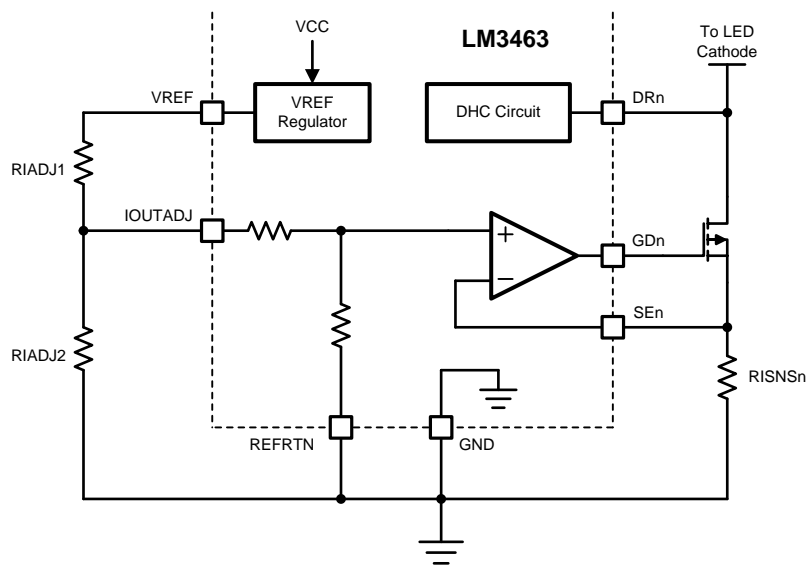 VCC
LM3463
To LED
Cathode
VREF
VREF
Regulator
DHC Circuit
DRn
RIADJ1
IOUTADJ
+
−
GDn
SEn
RIADJ2
RISNSn
REFRTN
GND